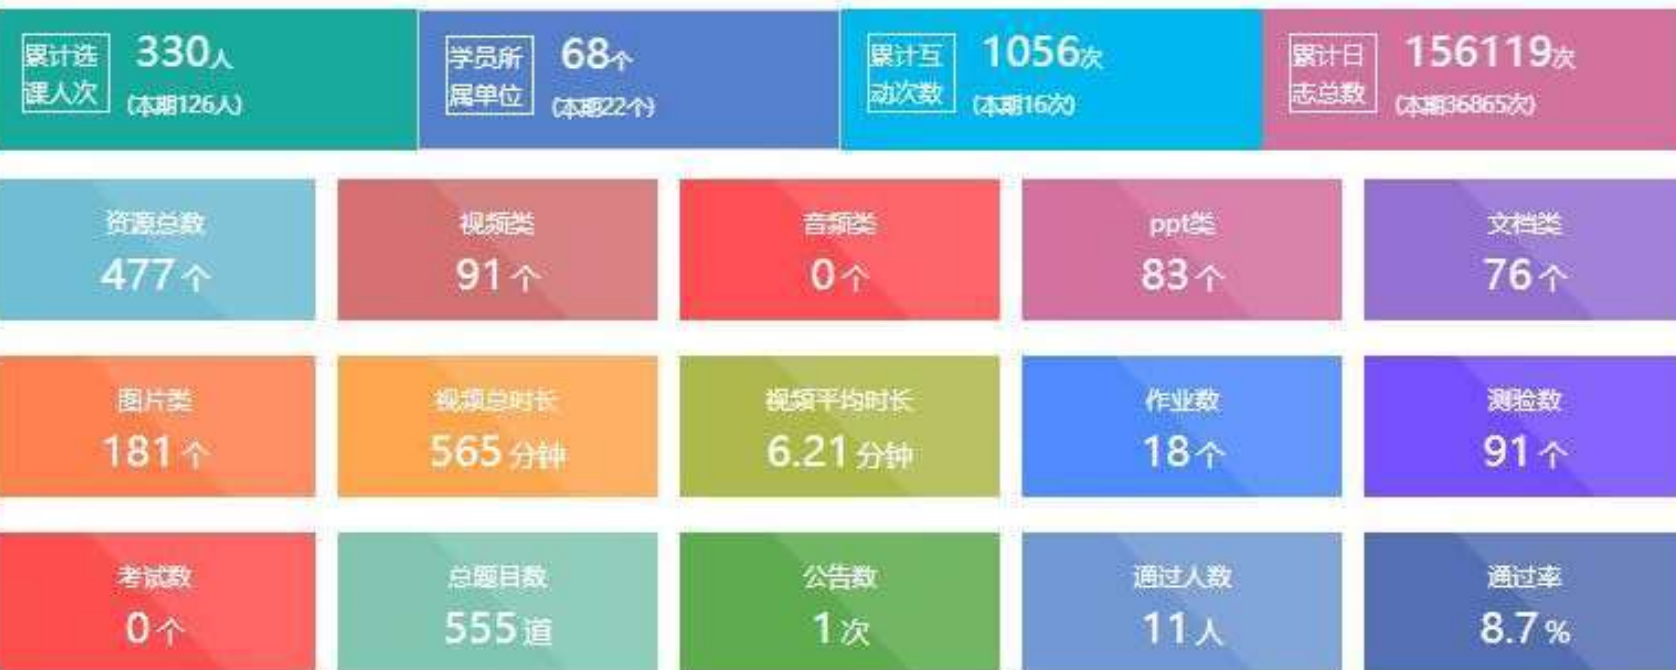 累计选
课人次
330人
(本期126人)
学员所
属单位
68个
(本期22个)
累计互
动次数
1056次
(本期16次)
累计日
志总数
156119次
(本期36865次)
资源总数
477个
视频类
91个
音频类
0个
ppt类
83个
文档类
76个
图片类
181个
视频总时长
565分钟
视频平均时长
6.21分钟
作业数
18个
测验数
91个
考试数
0个
总题目数
555道
公告数
1次
通过人数
11人
通过率
8.7%